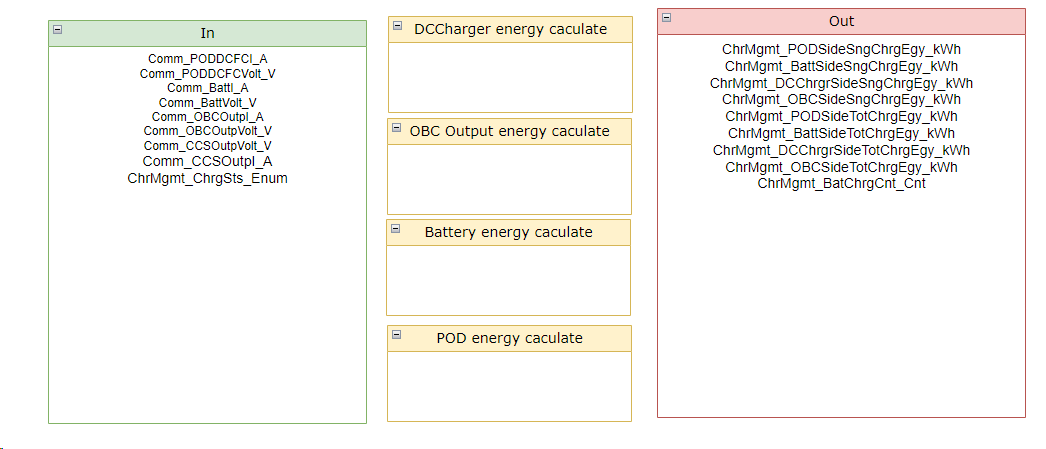 In
Comm_PODDCFCI_A
Comm_PODDCFCVolt_V
Comm_BattI_A
Comm_BattVolt_V
Comm_OBCOutpI_A
Comm_OBCOutpVolt_V
Comm_CCSOutpVolt_V
Comm_CCSOutpI_A
ChrMgmt_ChrgSts_Enum
DCCharger energy caculate
OBC Output energy caculate
Battery energy caculate
POD energy caculate
Out
ChrMgmt_PODSideSngChrgEgy_kWh
ChrMgmt_BattSideSngChrgEgy_kWh
ChrMgmt_DCChrgrSideSngChrgEgy_kWh
ChrMgmt_OBCSideSngChrgEgy_kWh
ChrMgmt_PODSideTotChrgEgy_kWh
ChrMgmt_BattSideTotChrgEgy_kWh
ChrMgmt_DCChrgrSideTotChrgEgy_kWh
ChrMgmt_OBCSideTotChrgEgy_kWh
ChrMgmt_BatChrgCnt_Cnt